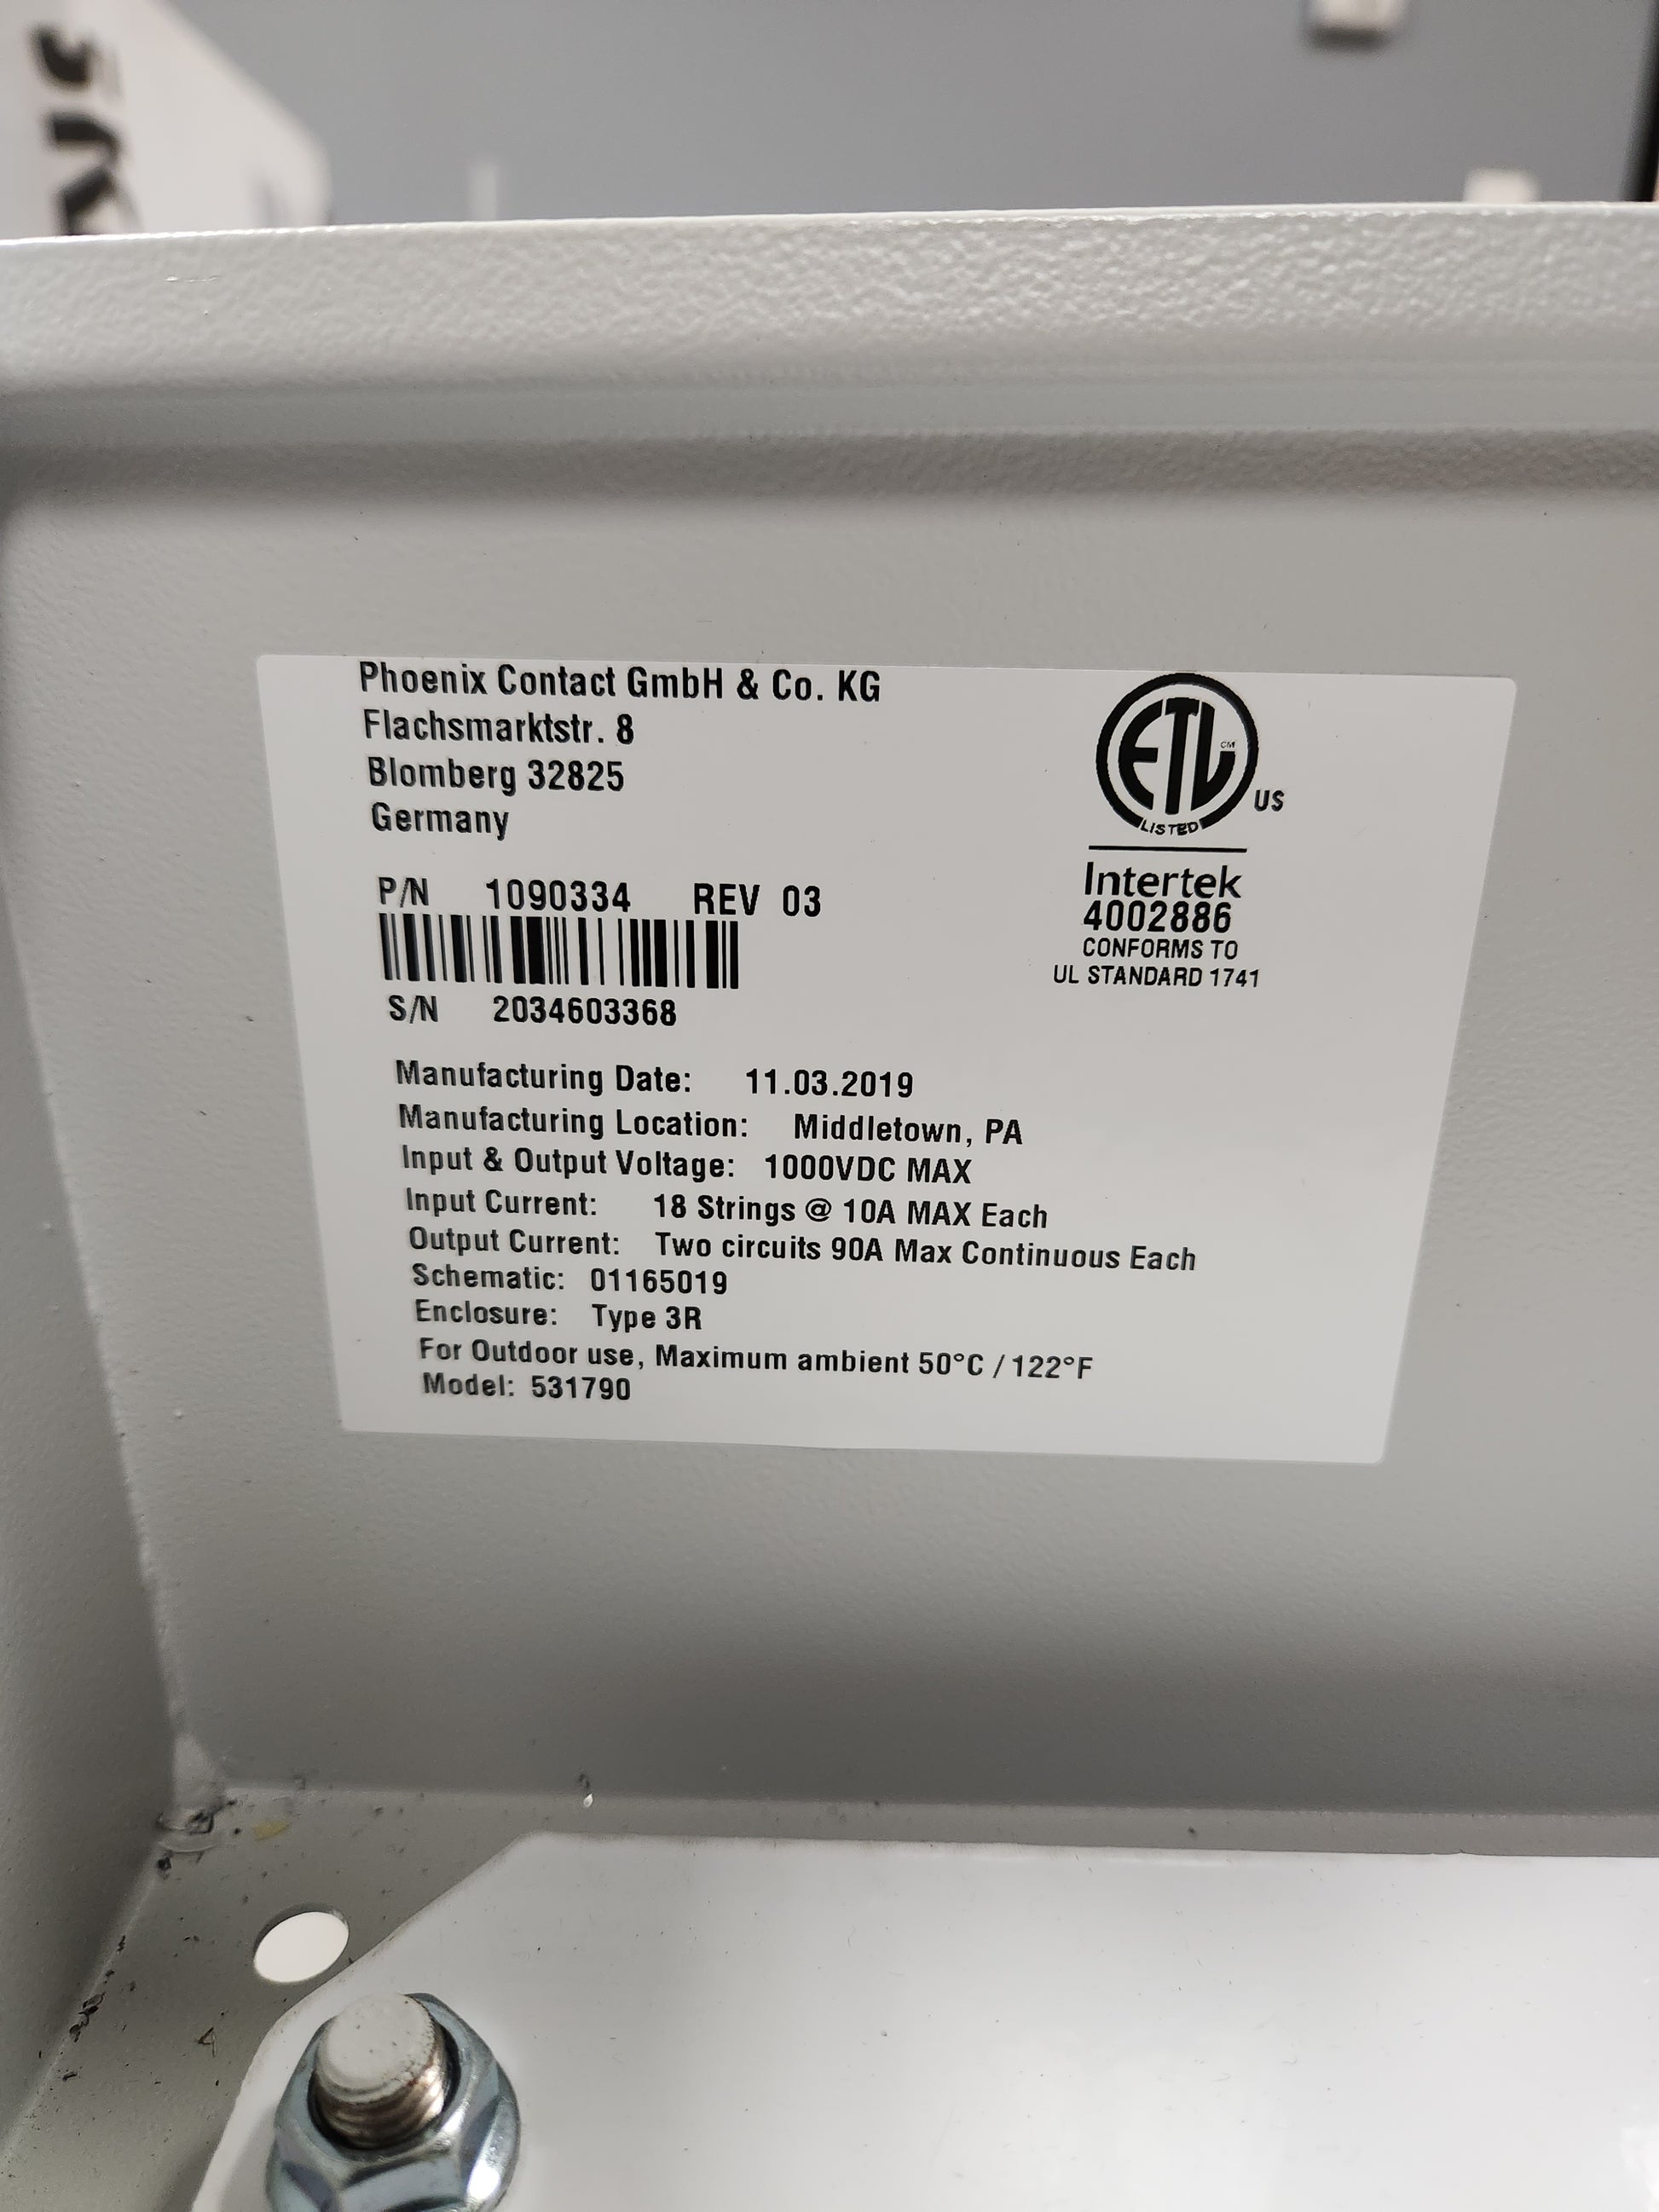 Phoenix Contact GmbH & Co. KG
Flachsmarktstr. 8
Blomberg 32825
Germany
P/N 1090334 REV 03
S/N 2034603368
ETL CM
LISTED
US
Intertek
4002886
CONFORMS TO
UL STANDARD 1741
Manufacturing Date: 11.03.2019
Manufacturing Location: Middletown, PA
Input & Output Voltage: 1000VDC MAX
Input Current: 18 Strings @ 10A MAX Each
Output Current: Two circuits 90A Max Continuous Each
Schematic: 01165019
Enclosure: Type 3R
For Outdoor use, Maximum ambient 50°C / 122°F
Model: 531790